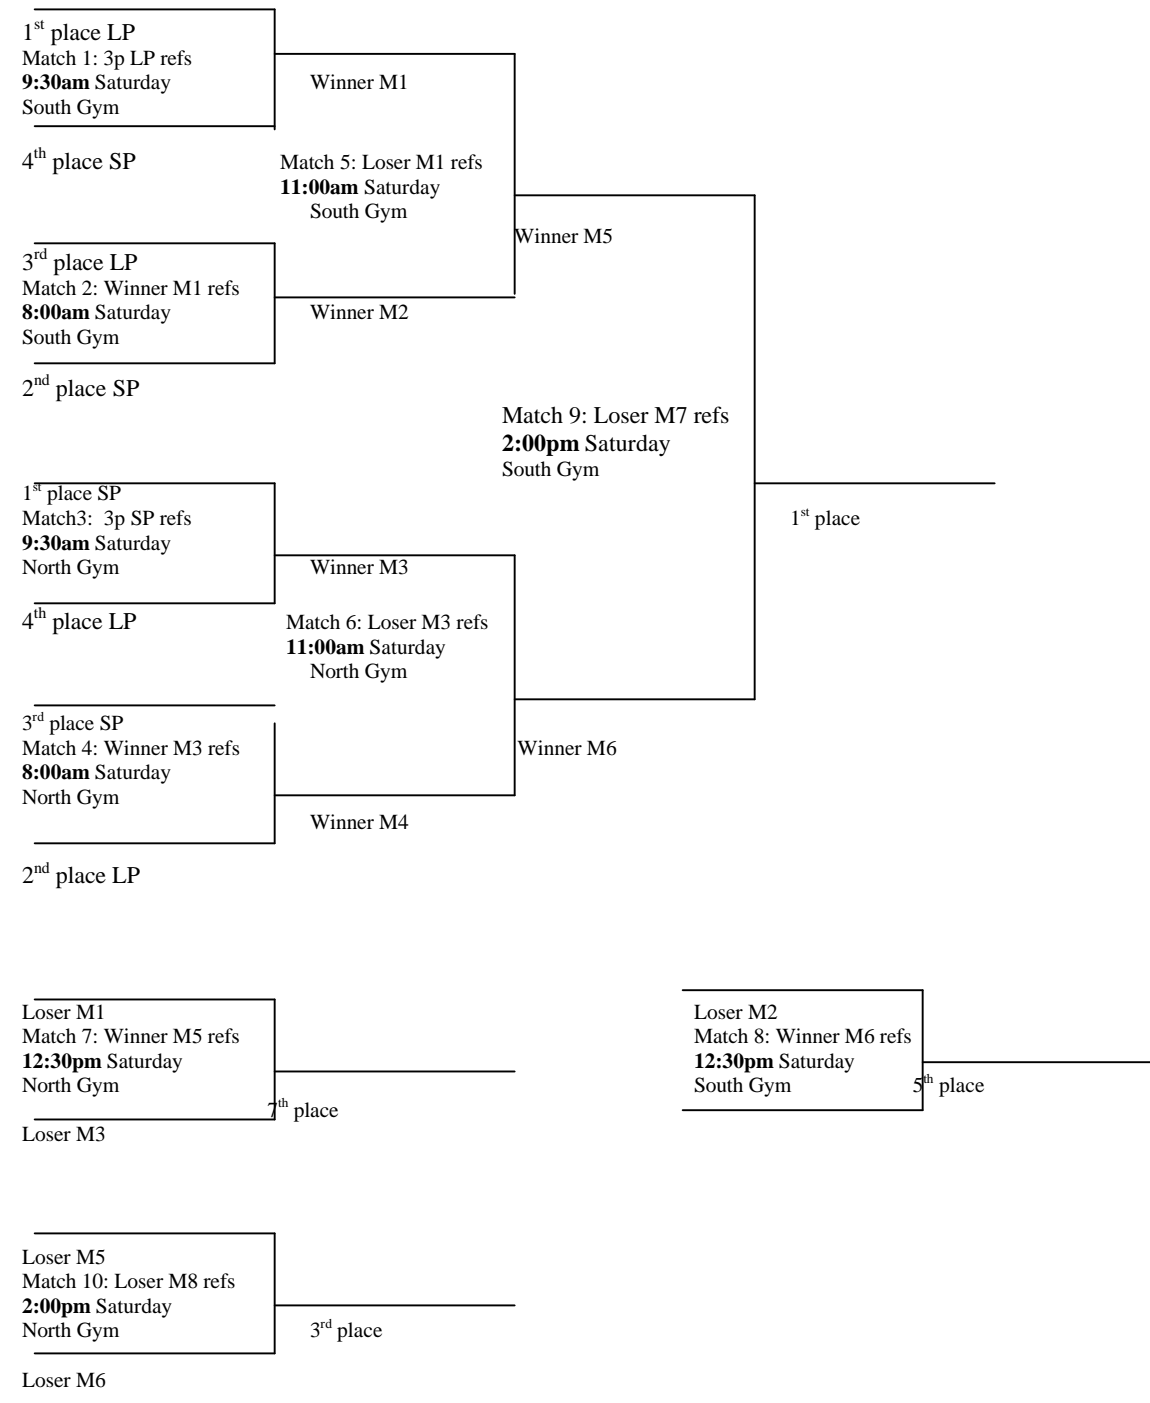 1st place LP
Match 1: 3p LP refs
9:30am Saturday
South Gym
Winner M1
4th place SP
Match 5: Loser M1 refs
11:00am Saturday
South Gym
Winner M5
3rd place LP
Match 2: Winner M1 refs
8:00am Saturday
South Gym
Winner M2
2nd place SP
Match 9: Loser M7 refs
2:00pm Saturday
South Gym
1st place SP
Match3:  3p SP refs
9:30am Saturday
North Gym
1st place
Winner M3
4th place LP
Match 6: Loser M3 refs
11:00am Saturday
North Gym
3rd place SP
Match 4: Winner M3 refs
8:00am Saturday
North Gym
Winner M6
Winner M4
2nd place LP
Loser M1
Match 7: Winner M5 refs
12:30pm Saturday
North Gym
7th place
Loser M3
Loser M2
Match 8: Winner M6 refs
12:30pm Saturday
South Gym
5th place
Loser M5
Match 10: Loser M8 refs
2:00pm Saturday
North Gym
3rd place
Loser M6